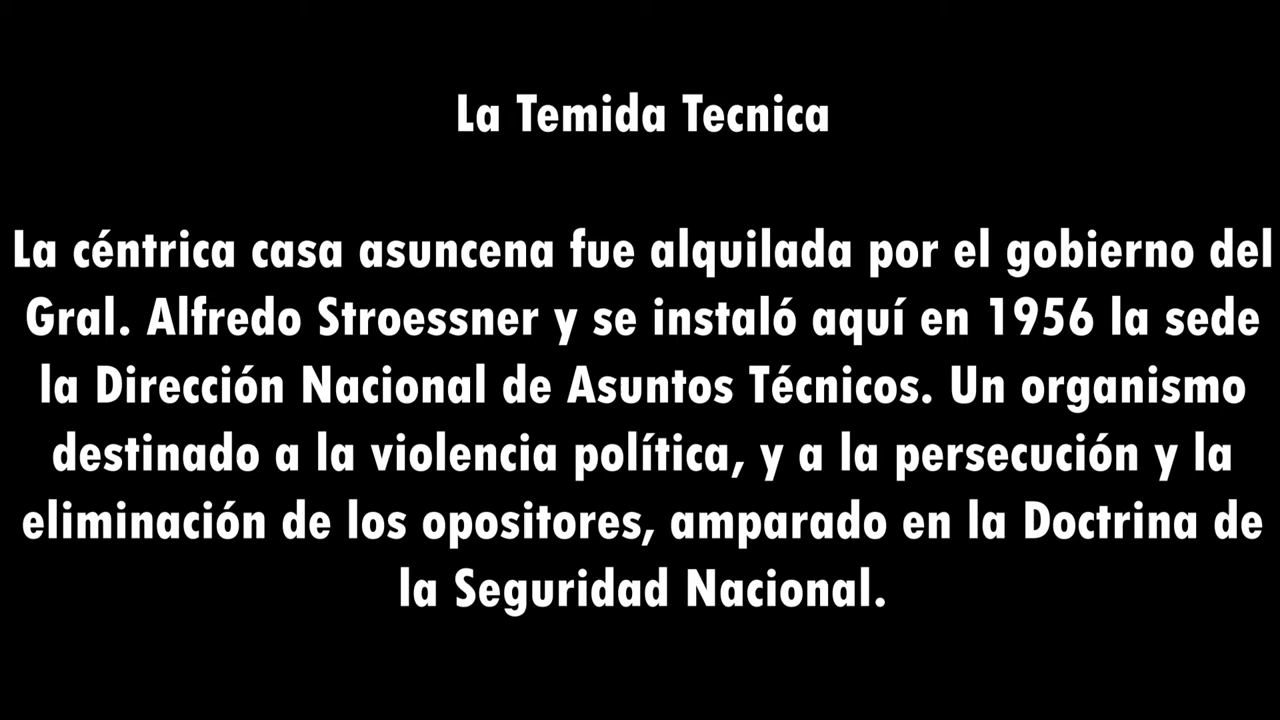 La Temida Tecnica
La céntrica casa asuncena fue alquilada por el gobierno del
Gral. Alfredo Stroessner y se instaló aquí en 1956 la sede
la Dirección Nacional de Asuntos Técnicos. Un organismo
destinado a la violencia política, y a la persecución y la
eliminación de los opositores, amparado en la Doctrina de
la Seguridad Nacional.